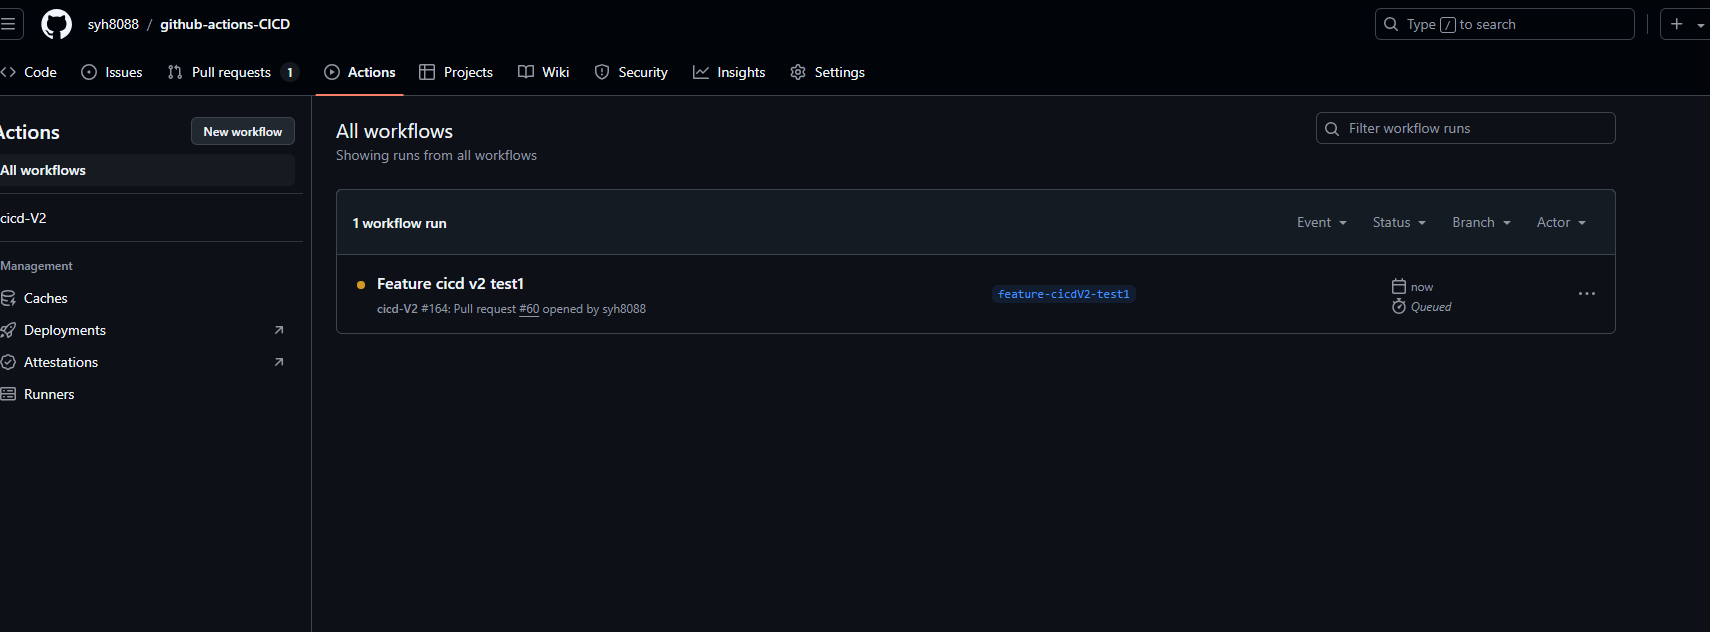 syh8088 / github-actions-CICD
Type / to search
Code
Issues
Pull requests 1
Actions
Projects
Wiki
Security
Insights
Settings
Actions
New workflow
All workflows
cicd-V2
Management
Caches
Deployments
Attestations
Runners
All workflows
Showing runs from all workflows
Filter workflow runs
1 workflow run
Event
Status
Branch
Actor
Feature cicd v2 test1
cicd-V2 #164: Pull request #60 opened by syh8088
feature-cicdV2-test1
now
Queued